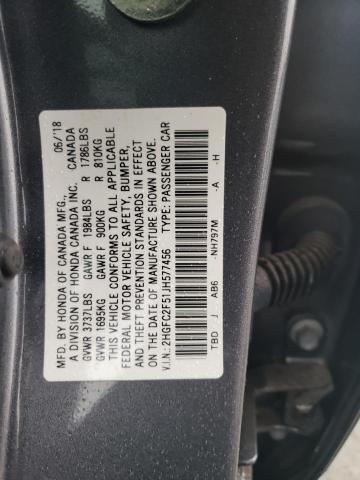 MFD. BY HONDA OF CANADA MFG., 06/'18
A DIVISION OF HONDA CANADA INC. CANADA
GVWR 3737LBS GAWR F 1984LBS R 1786LBS
GVWR 1695KG GAWR F 900KG R 810KG
THIS VEHICLE CONFORMS TO ALL APPLICABLE
FEDERAL MOTOR VEHICLE SAFETY, BUMPER,
AND THEFT PREVENTION STANDARDS IN EFFECT
ON THE DATE OF MANUFACTURE SHOWN ABOVE.
V.I.N.: 2HGFC2F51JH577456 TYPE: PASSENGER CAR
TBD J AB6 -NH797M -A -H